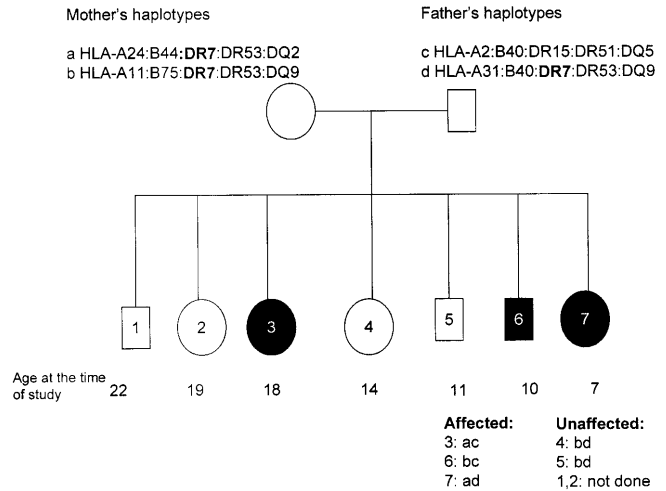 Mother's haplotypes
a HLA-A24:B44:DR7:DR53:DQ2
b HLA-A11:B75:DR7:DR53:DQ9
Father's haplotypes
c HLA-A2:B40:DR15:DR51:DQ5
d HLA-A31:B40:DR7:DR53:DQ9
1 2 3 4 5 6 7
Age at the time
of study
22 19 18 14 11 10 7
Affected:
3: ac
6: bc
7: ad
Unaffected:
4: bd
5: bd
1,2: not done